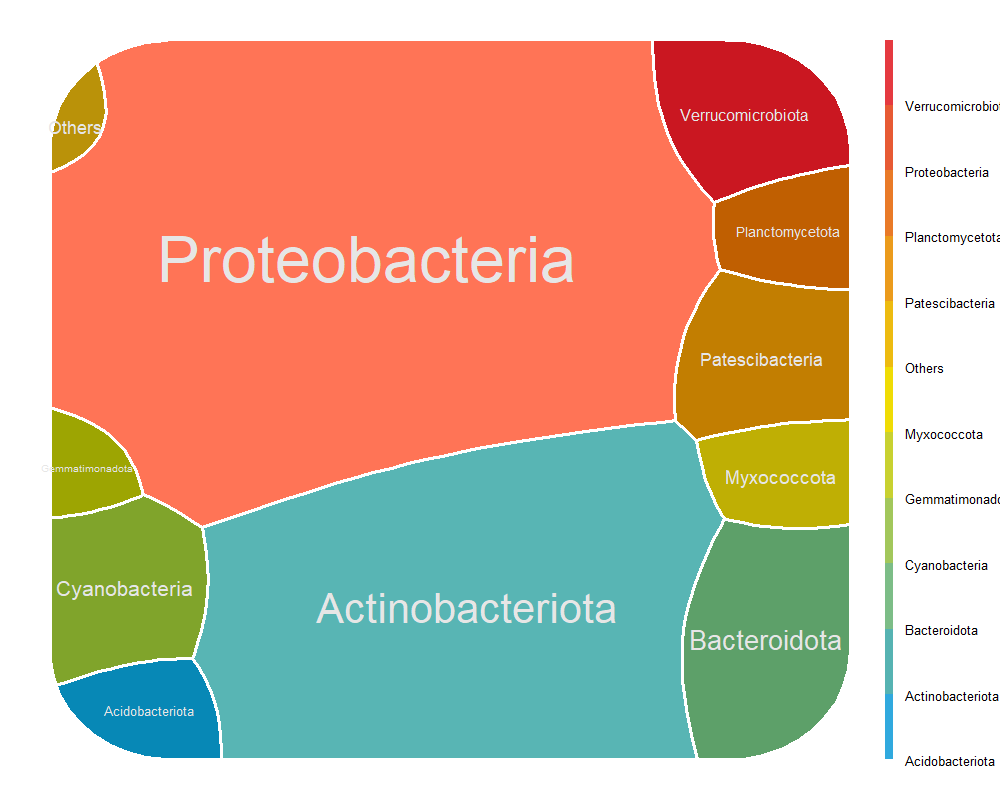 Others
Verrucomicrobiota
Planctomycetota
Proteobacteria
Patescibacteria
Gemmatimonadota
Myxococcota
Cyanobacteria
Actinobacteriota
Bacteroidota
Acidobacteriota
Verrucomicrobiot
Proteobacteria
Planctomycetota
Patescibacteria
Others
Myxococcota
Gemmatimonado
Cyanobacteria
Bacteroidota
Actinobacteriota
Acidobacteriota